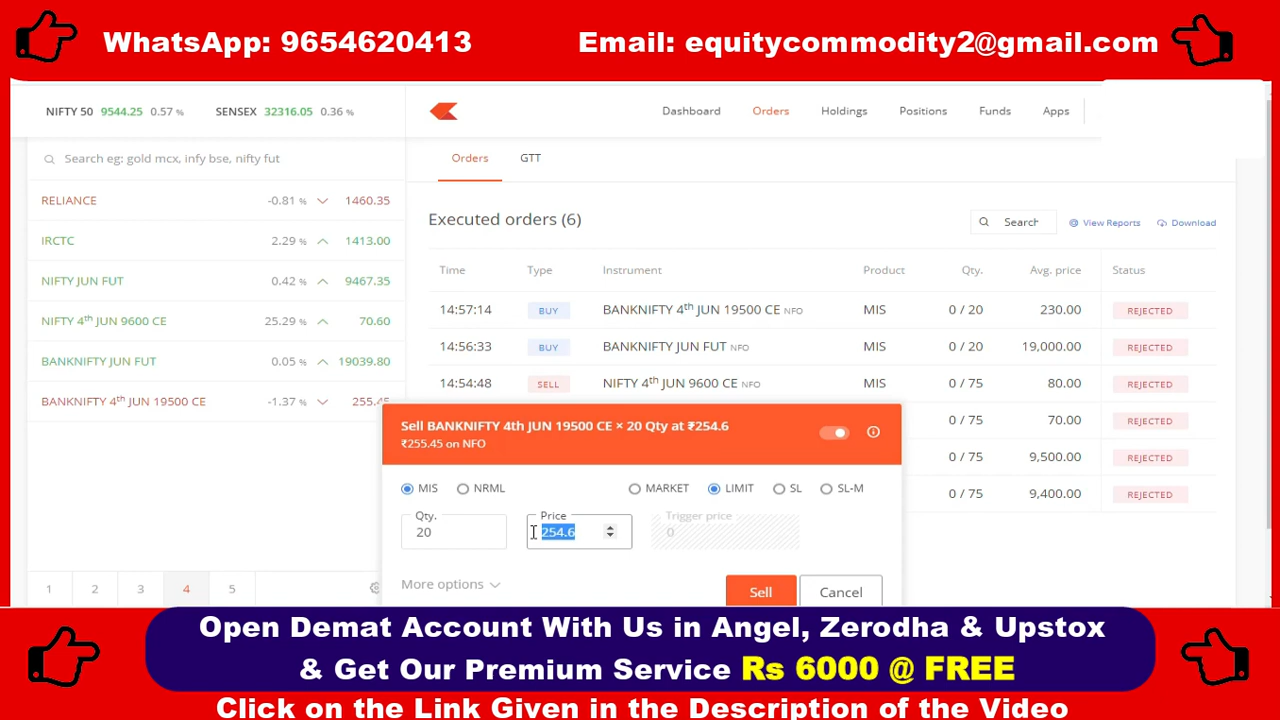 WhatsApp: 9654620413
Email: equitycommodity2@gmail.com
NIFTY 50 9544.25 0.57 % SENSEX 32316.05 0.36 %
Dashboard Orders Holdings Positions Funds Apps
Search eg: gold mcx, infy bse, nifty fut
RELIANCE -0.81 % 1460.35
IRCTC 2.29 % 1413.00
NIFTY JUN FUT 0.42 % 9467.35
NIFTY 4th JUN 9600 CE 25.29 % 70.60
BANKNIFTY JUN FUT 0.05 % 19039.80
BANKNIFTY 4th JUN 19500 CE -1.37 % 255.45
1 2 3 4 5
Orders GTT
Executed orders (6)
Search View Reports Download
Time Type Instrument Product Qty. Avg. price Status
14:57:14 BUY BANKNIFTY 4th JUN 19500 CE NFO MIS 0 / 20 230.00 REJECTED
14:56:33 BUY BANKNIFTY JUN FUT NFO MIS 0 / 20 19,000.00 REJECTED
14:54:48 SELL NIFTY 4th JUN 9600 CE NFO MIS 0 / 75 80.00 REJECTED
0 / 75 70.00 REJECTED
0 / 75 9,500.00 REJECTED
0 / 75 9,400.00 REJECTED
Sell BANKNIFTY 4th JUN 19500 CE × 20 Qty at ₹254.6
₹255.45 on NFO
MIS NRML MARKET LIMIT SL SL-M
Qty. Price Trigger price
20 254.6 0
More options Sell Cancel
Open Demat Account With Us in Angel, Zerodha & Upstox
& Get Our Premium Service Rs 6000 @ FREE
Click on the Link Given in the Description of the Video